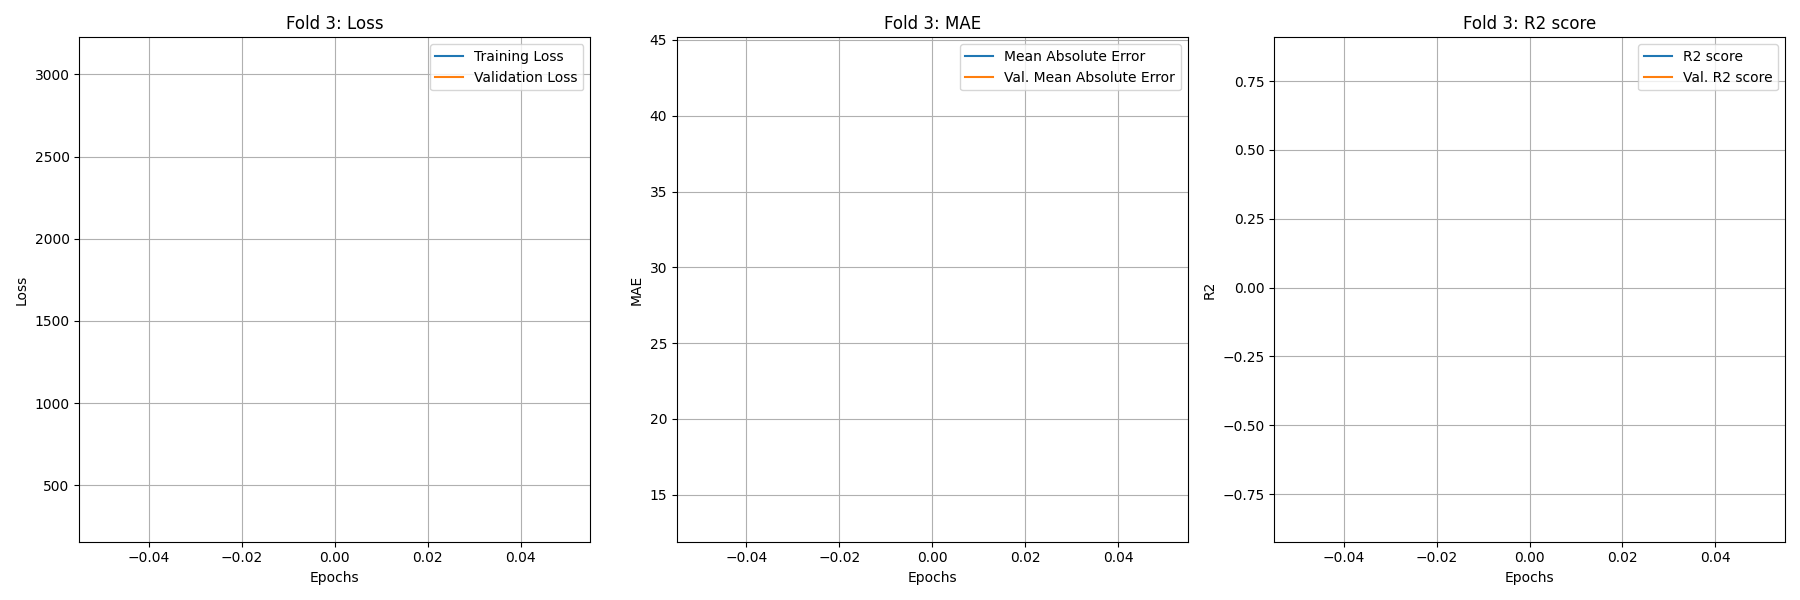 Fold 3: Loss
Training Loss
Validation Loss
3000
2500
2000
1500
1000
500
Loss
−0.04
−0.02
0.00
0.02
0.04
Epochs
Fold 3: MAE
Mean Absolute Error
Val. Mean Absolute Error
45
40
35
30
25
20
15
MAE
−0.04
−0.02
0.00
0.02
0.04
Epochs
Fold 3: R2 score
R2 score
Val. R2 score
0.75
0.50
0.25
0.00
−0.25
−0.50
−0.75
R2
−0.04
−0.02
0.00
0.02
0.04
Epochs